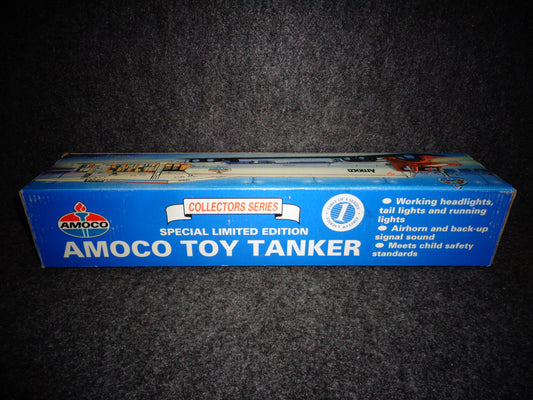 Amoco
COLLECTORS SERIES
SPECIAL LIMITED EDITION
AMOCO
AMOCO TOY TANKER
● Working headlights,
tail lights and running
lights
● Airhorn and back-up
signal sound
● Meets child safety
standards